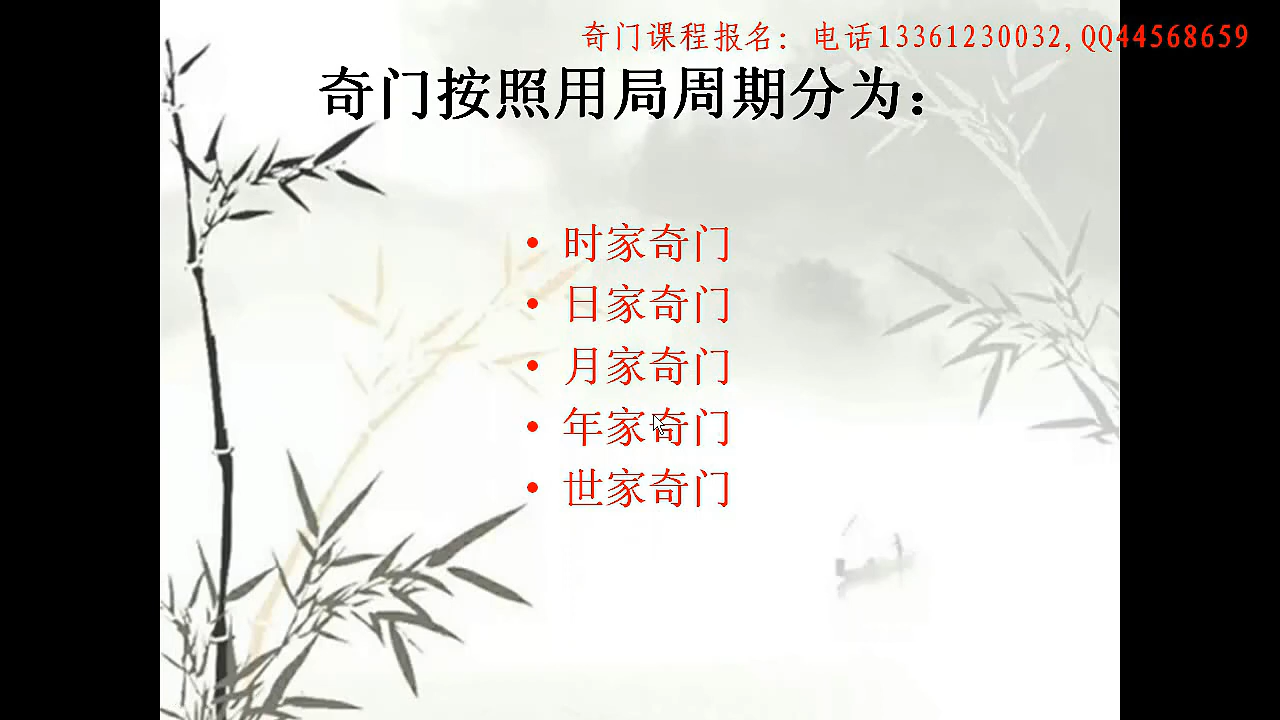 奇门课程报名：电话13361230032,QQ44568659
奇门按照用局周期分为：
• 时家奇门
• 日家奇门
• 月家奇门
• 年家奇门
• 世家奇门